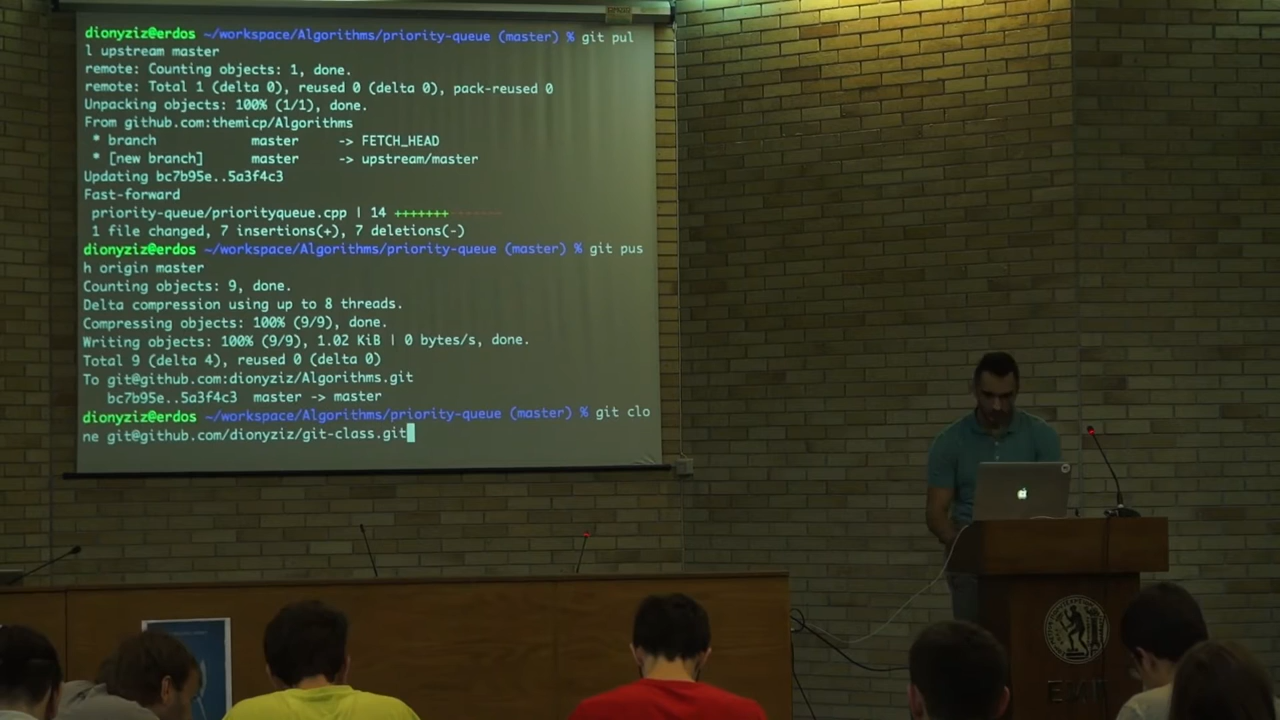 dionyziz@erdos ~/workspace/Algorithms/priority-queue (master) % git pul
l upstream master
remote: Counting objects: 1, done.
remote: Total 1 (delta 0), reused 0 (delta 0), pack-reused 0
Unpacking objects: 100% (1/1), done.
From github.com:themicp/Algorithms
 * branch            master     -> FETCH_HEAD
 * [new branch]      master     -> upstream/master
Updating bc7b95e..5a3f4c3
Fast-forward
 priority-queue/priorityqueue.cpp | 14 +++++++-------
 1 file changed, 7 insertions(+), 7 deletions(-)
dionyziz@erdos ~/workspace/Algorithms/priority-queue (master) % git pus
h origin master
Counting objects: 9, done.
Delta compression using up to 8 threads.
Compressing objects: 100% (9/9), done.
Writing objects: 100% (9/9), 1.02 KiB | 0 bytes/s, done.
Total 9 (delta 4), reused 0 (delta 0)
To git@github.com:dionyziz/Algorithms.git
   bc7b95e..5a3f4c3  master -> master
dionyziz@erdos ~/workspace/Algorithms/priority-queue (master) % git clo
ne git@github.com/dionyziz/git-class.git